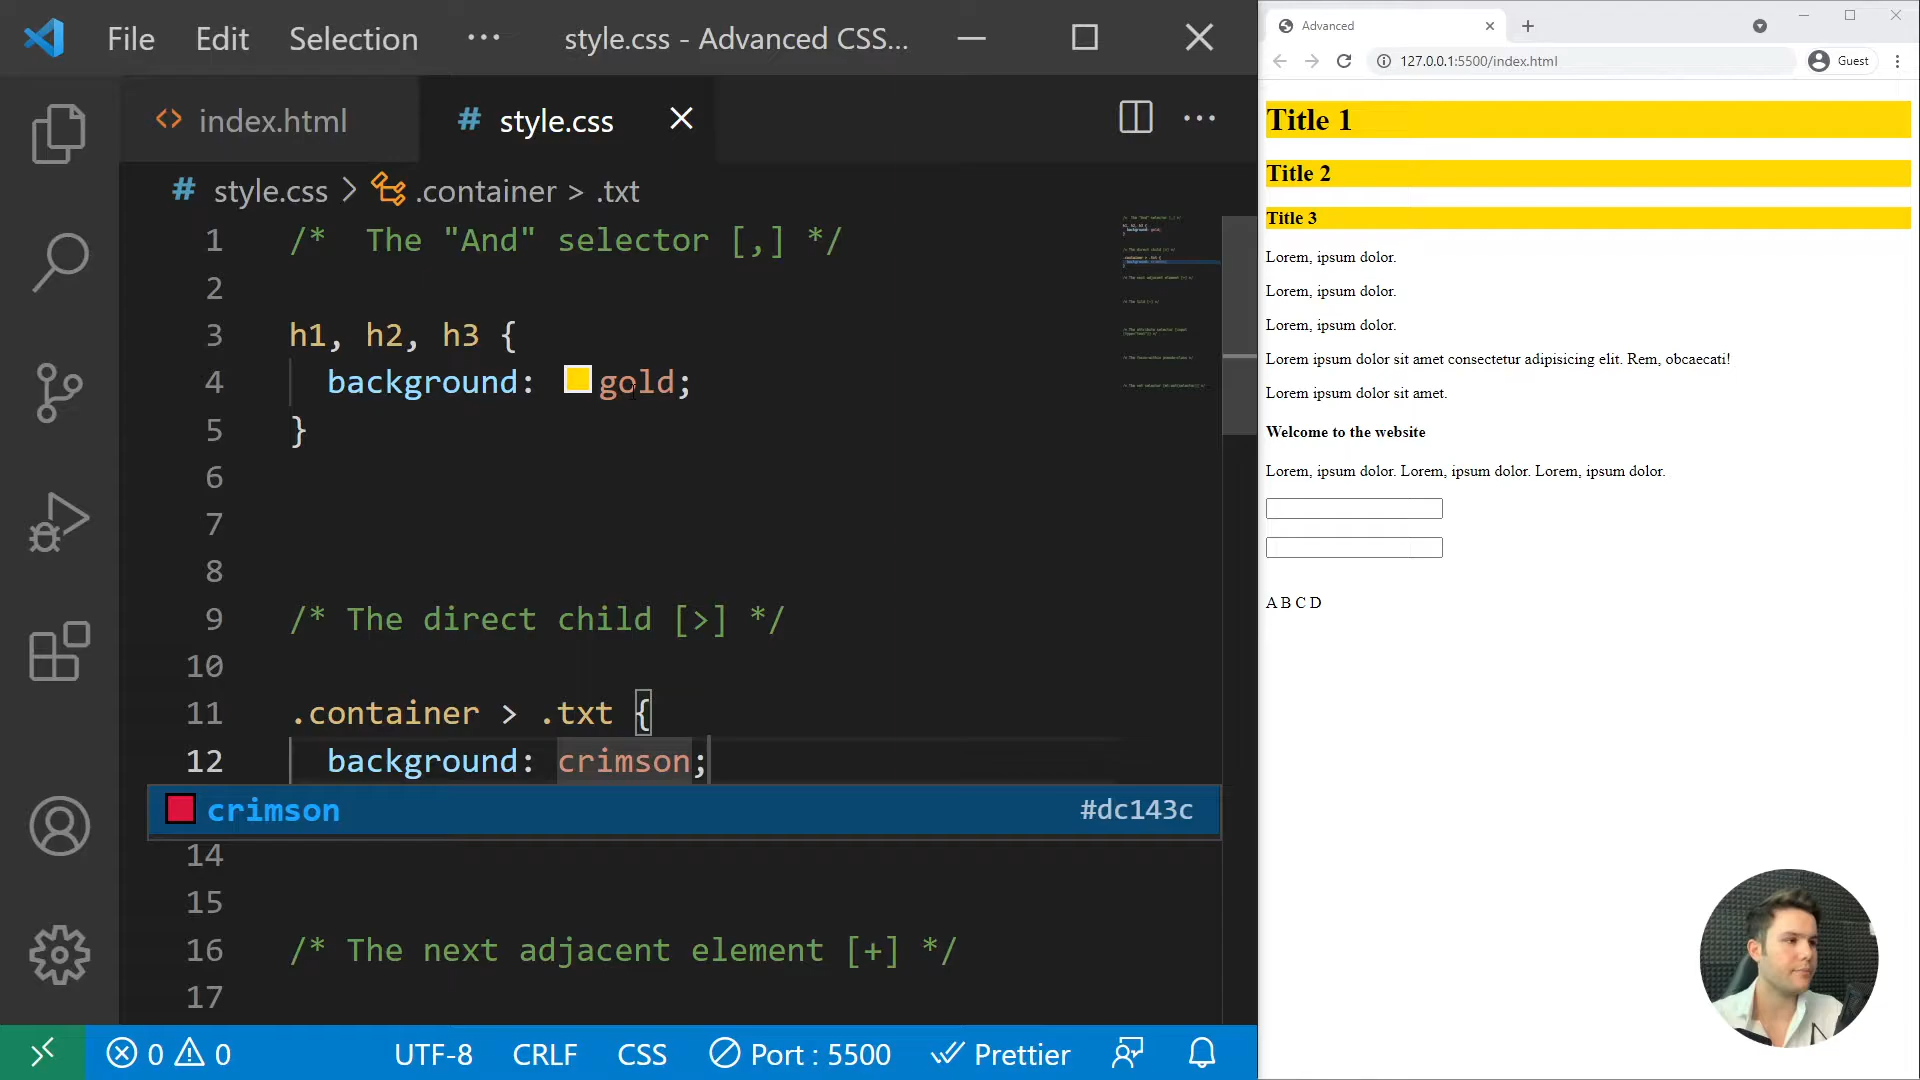 File Edit Selection ··· style.css - Advanced CSS...
index.html
# style.css
# style.css > .container > .txt
1 /*  The "And" selector [,] */
2
3 h1, h2, h3 {
4 background: gold;
5 }
6
7
8
9 /* The direct child [>] */
10
11 .container > .txt {
12 background: crimson;
crimson #dc143c
14
15
16 /* The next adjacent element [+] */
17
0 0 UTF-8 CRLF CSS Port : 5500 Prettier
Advanced
127.0.0.1:5500/index.html Guest
Title 1
Title 2
Title 3
Lorem, ipsum dolor.
Lorem, ipsum dolor.
Lorem, ipsum dolor.
Lorem ipsum dolor sit amet consectetur adipisicing elit. Rem, obcaecati!
Lorem ipsum dolor sit amet.
Welcome to the website
Lorem, ipsum dolor. Lorem, ipsum dolor. Lorem, ipsum dolor.
A B C D